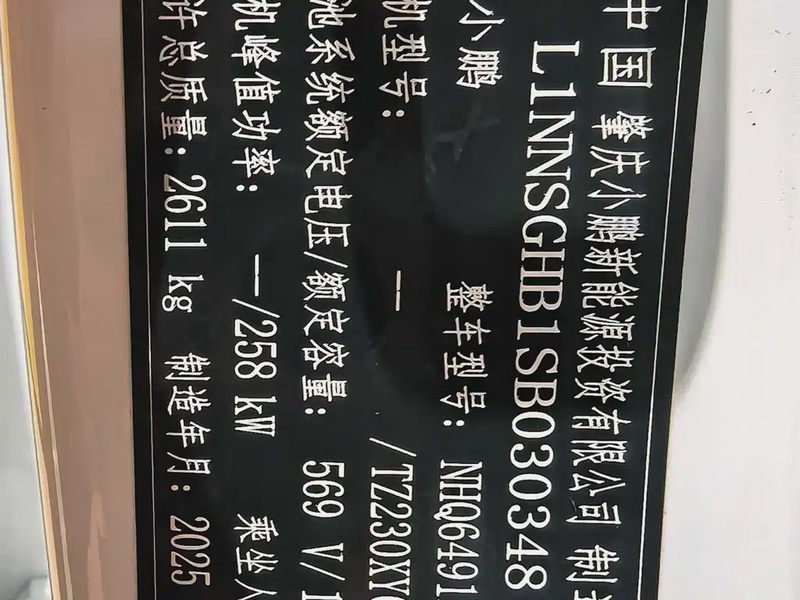 中国 肇庆小鹏新能源投资有限公司 制造
L1NNSGHB1SB030348
小鹏 整车型号: NHQ6491
机型号: — /TZ230XY
池系统额定电压/额定容量: 569 V/1
机峰值功率: —/258 kW 乘坐人
许总质量: 2611 kg 制造年月: 2025